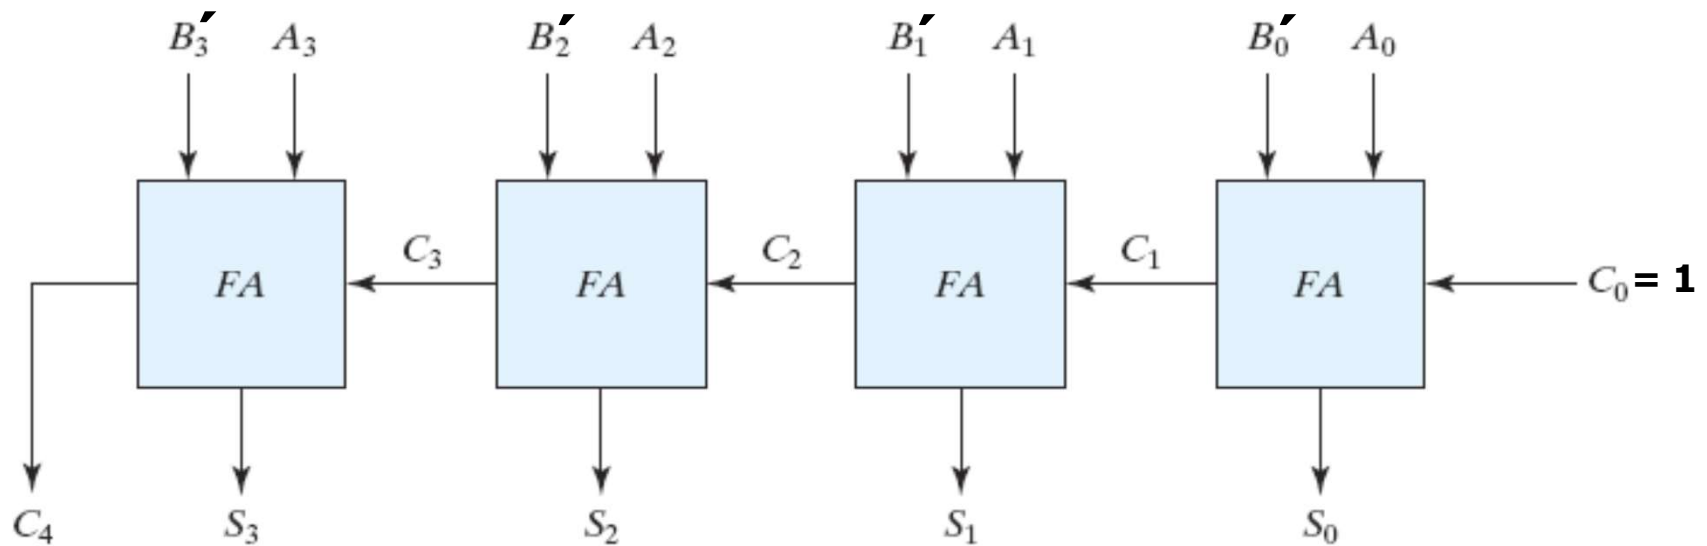 B₃′ A₃ B₂′ A₂ B₁′ A₁ B₀′ A₀
C₃ C₂ C₁
FA FA FA FA C₀ = 1
C₄ S₃ S₂ S₁ S₀